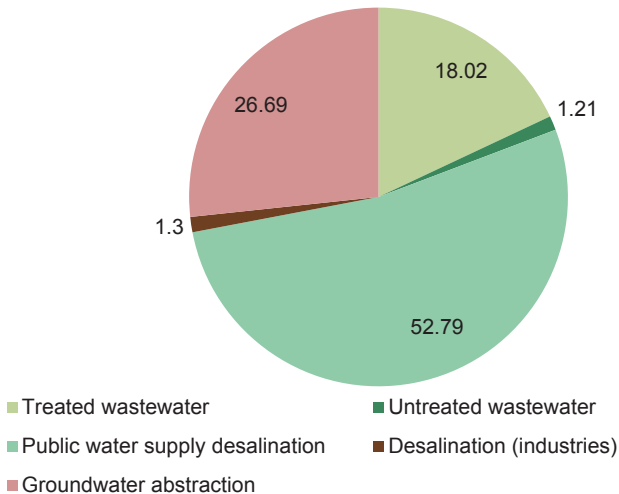 18.02
1.21
26.69
1.3
52.79
Treated wastewater
Untreated wastewater
Public water supply desalination
Desalination (industries)
Groundwater abstraction